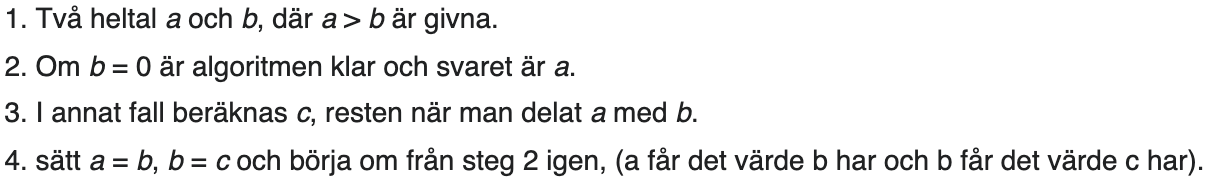 1. Två heltal a och b, där a > b är givna.
2. Om b = 0 är algoritmen klar och svaret är a.
3. I annat fall beräknas c, resten när man delat a med b.
4. sätt a = b, b = c och börja om från steg 2 igen, (a får det värde b har och b får det värde c har).